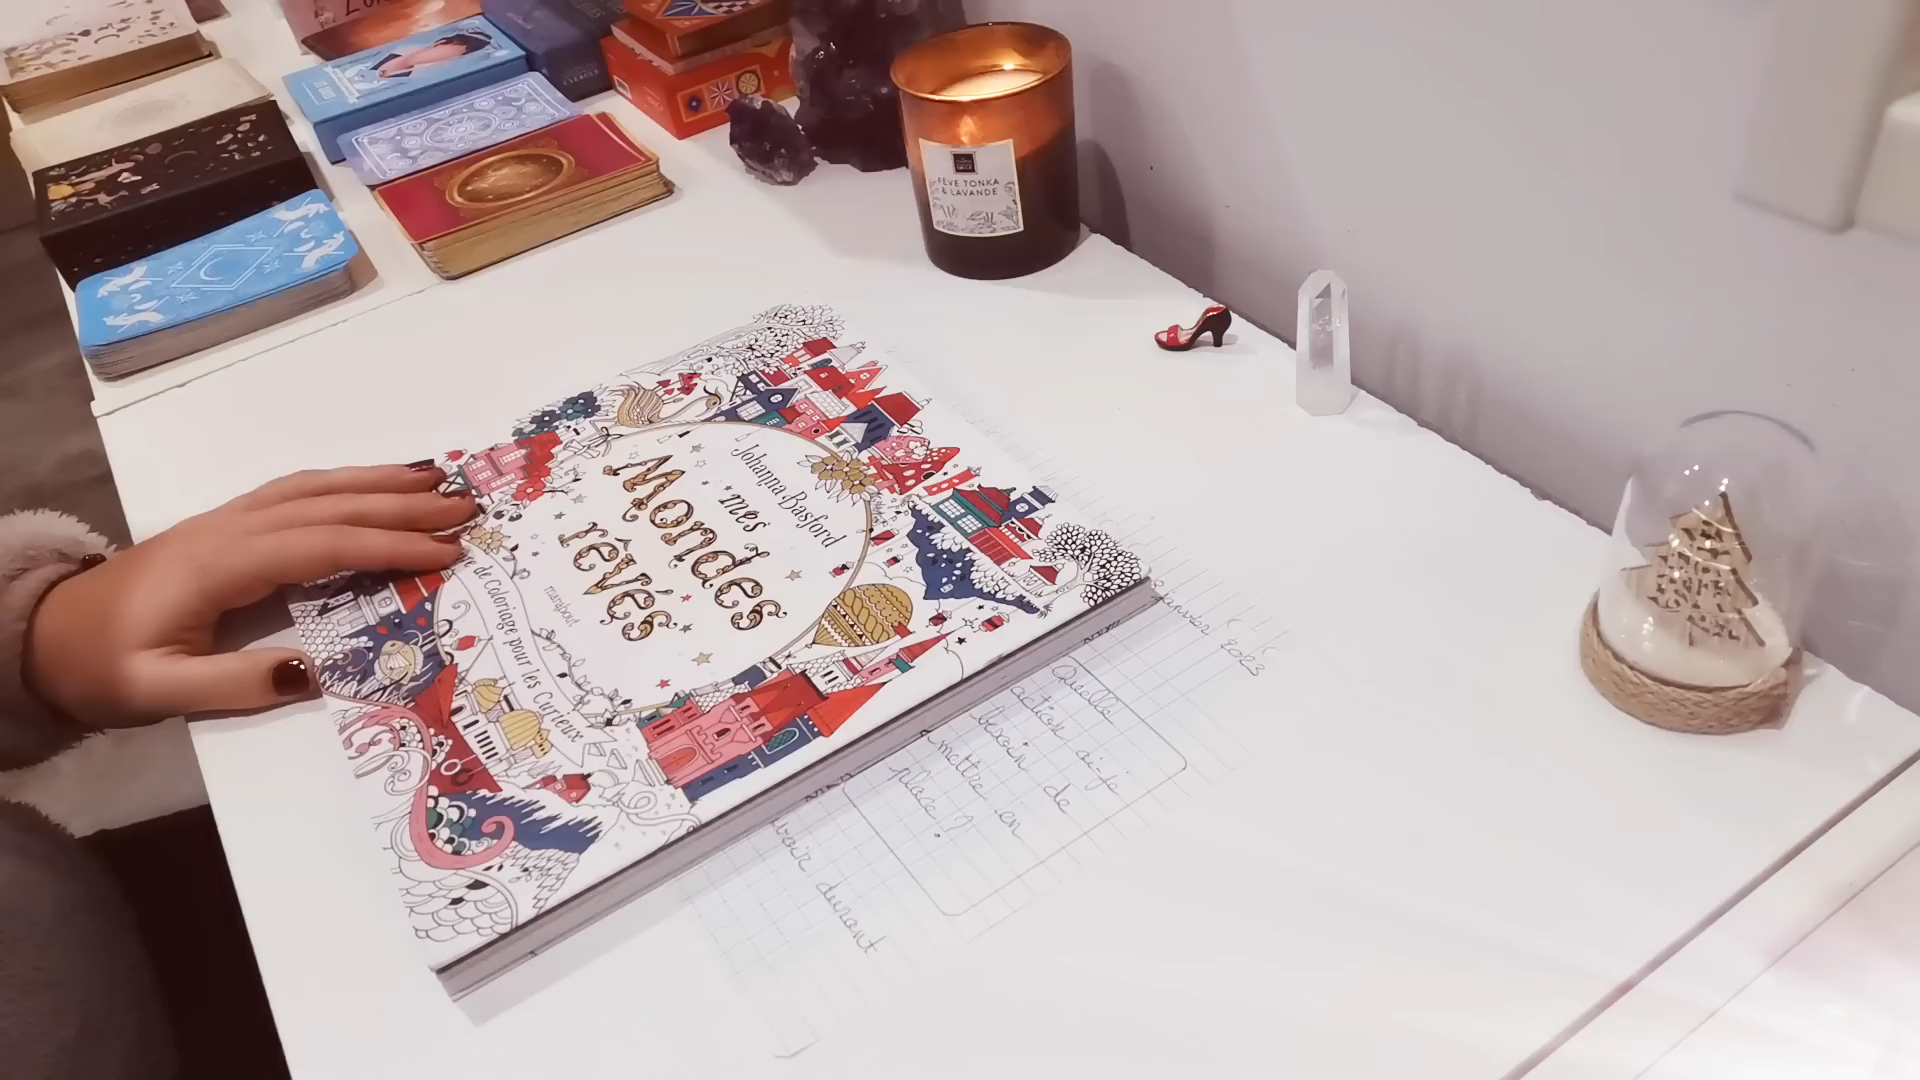 FÈVE TONKA
& LAVANDE
Johanna Basford
mes
Mondes
rêvés
marabout
de Coloriage pour les Curieux
Janvier 2023
Quelle
action ai-je
besoin de
mettre en
place ?
durant